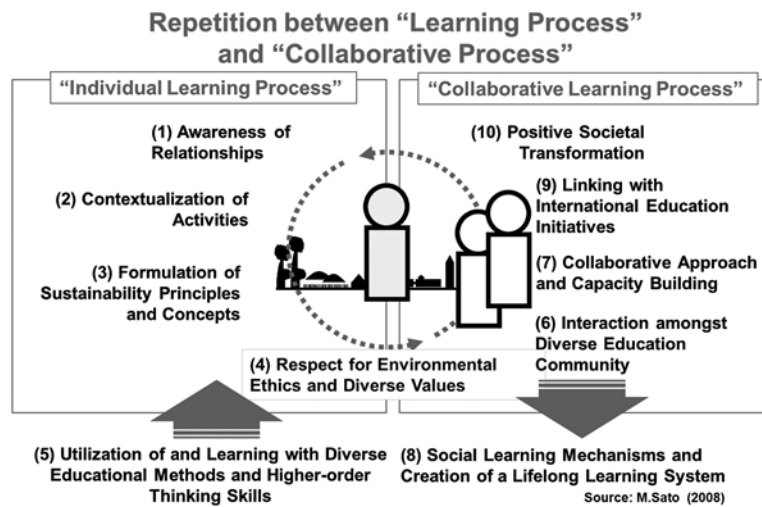 Repetition between “Learning Process”
and “Collaborative Process”
“Individual Learning Process”
(1) Awareness of
Relationships
(2) Contextualization of
Activities
(3) Formulation of
Sustainability Principles
and Concepts
“Collaborative Learning Process”
(10) Positive Societal
Transformation
(9) Linking with
International Education
Initiatives
(7) Collaborative Approach
and Capacity Building
(6) Interaction amongst
Diverse Education
Community
(4) Respect for Environmental
Ethics and Diverse Values
(5) Utilization of and Learning with Diverse
Educational Methods and Higher-order
Thinking Skills
(8) Social Learning Mechanisms and
Creation of a Lifelong Learning System
Source: M.Sato (2008)